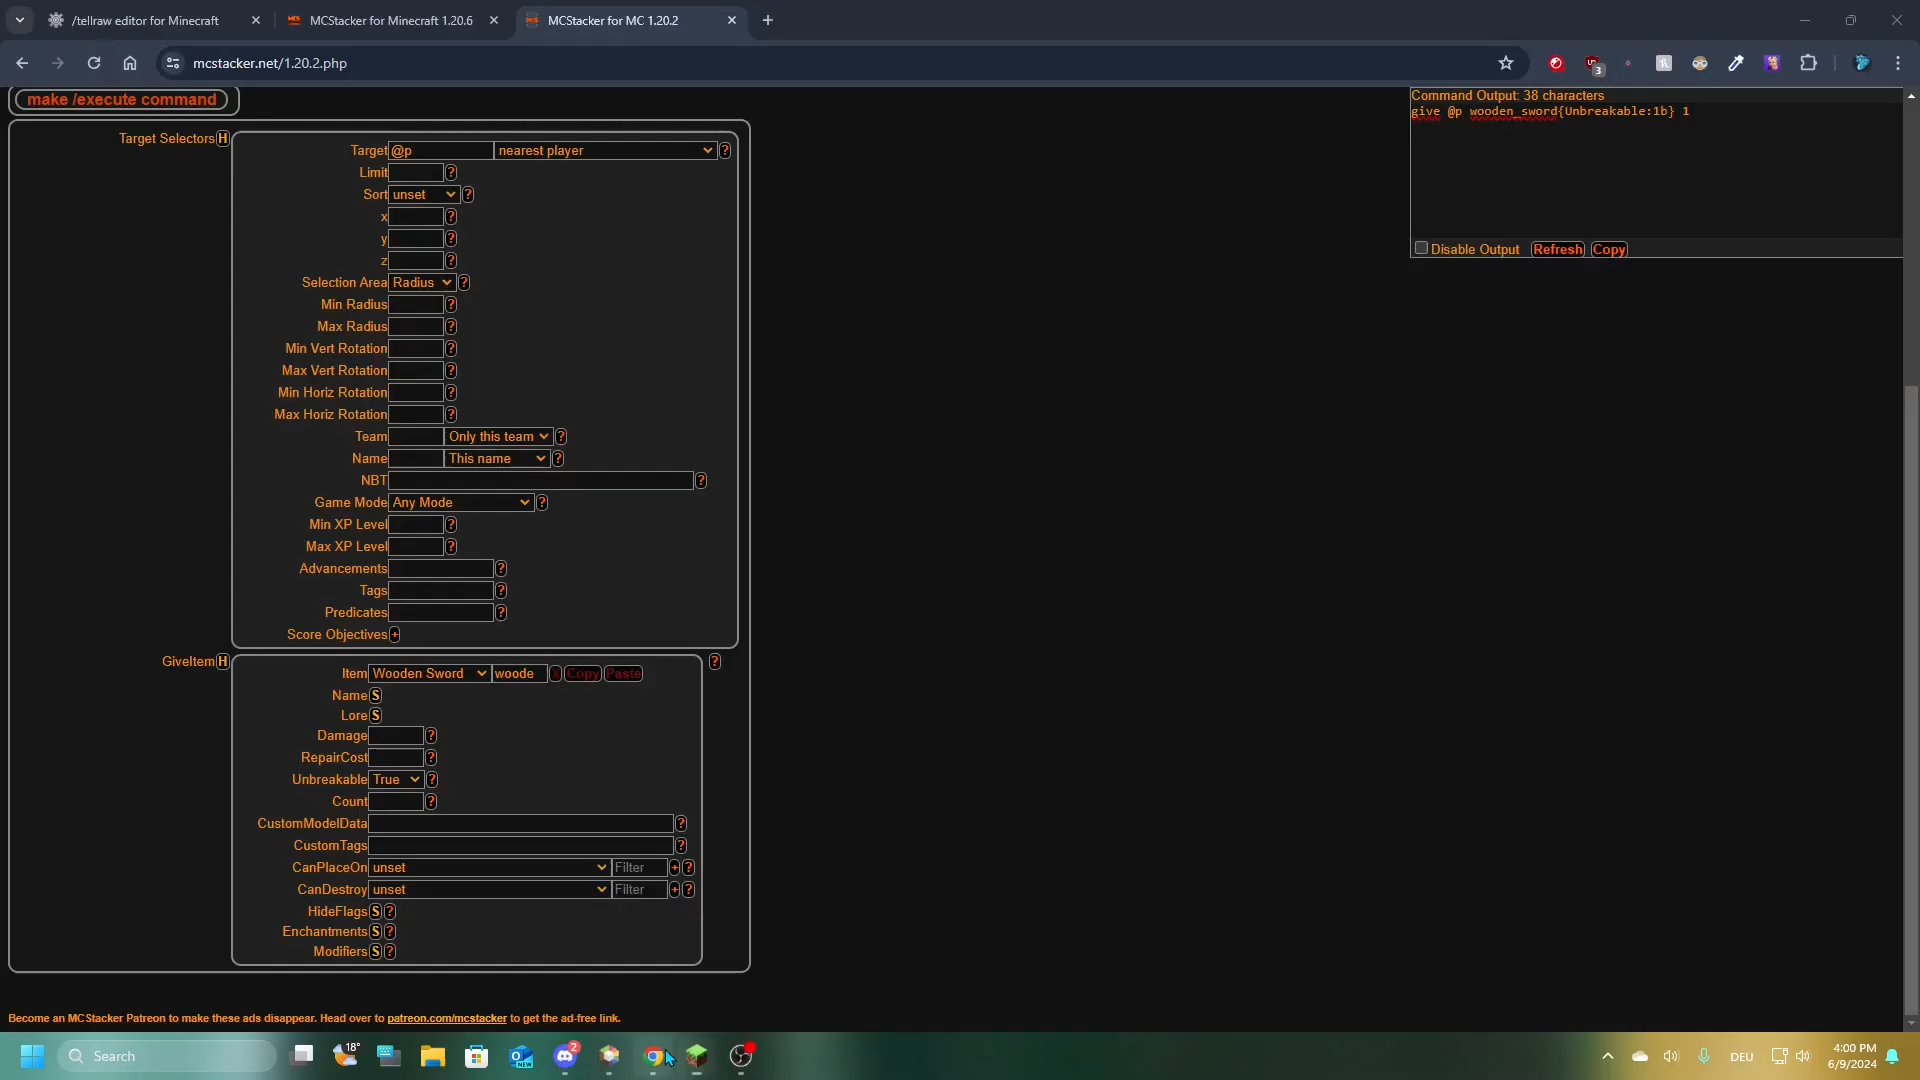 /tellraw editor for Minecraft
MCStacker for Minecraft 1.20.6
MCStacker for MC 1.20.2
mcstacker.net/1.20.2.php
3
make /execute command
Command Output: 38 characters
give @p wooden_sword{Unbreakable:1b} 1
Disable Output Refresh Copy
Target Selectors H
Target @p nearest player ?
Limit ?
Sort unset ?
x ?
y ?
z ?
Selection Area Radius ?
Min Radius ?
Max Radius ?
Min Vert Rotation ?
Max Vert Rotation ?
Min Horiz Rotation ?
Max Horiz Rotation ?
Team Only this team ?
Name This name ?
NBT ?
Game Mode Any Mode ?
Min XP Level ?
Max XP Level ?
Advancements ?
Tags ?
Predicates ?
Score Objectives +
GiveItem H ?
Item Wooden Sword woode X Copy Paste
Name S
Lore S
Damage ?
RepairCost ?
Unbreakable True ?
Count ?
CustomModelData ?
CustomTags ?
CanPlaceOn unset Filter + ?
CanDestroy unset Filter + ?
HideFlags S ?
Enchantments S ?
Modifiers S ?
Become an MCStacker Patreon to make these ads disappear. Head over to patreon.com/mcstacker to get the ad-free link.
Search
18°
NEW
2
DEU
4:00 PM
6/9/2024